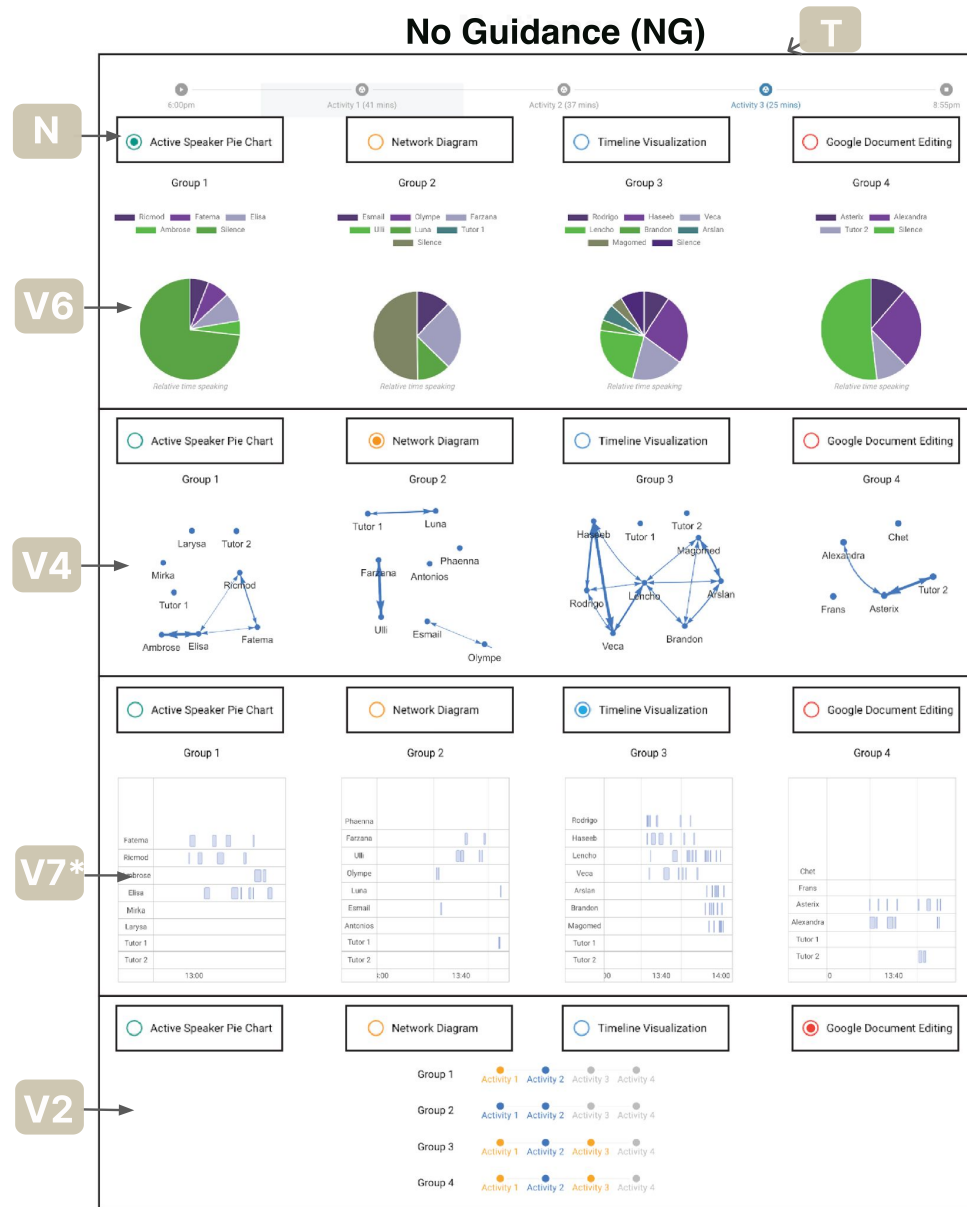 No Guidance (NG)
T
6:00pm Activity 1 (41 mins) Activity 2 (37 mins) Activity 3 (25 mins) 8:55pm
N
Active Speaker Pie Chart Network Diagram Timeline Visualization Google Document Editing
Group 1 Group 2 Group 3 Group 4
Ricmod Fatema Elisa Esmail Olympe Farzana Rodrigo Haseeb Veca Asterix Alexandra
Ambrose Silence Ulli Luna Tutor 1 Lencho Brandon Arslan Tutor 2 Silence
Silence Magomed Silence
V6
Relative time speaking Relative time speaking Relative time speaking Relative time speaking
Active Speaker Pie Chart Network Diagram Timeline Visualization Google Document Editing
Group 1 Group 2 Group 3 Group 4
V4
Larysa Tutor 2
Mirka
Ricmod
Tutor 1
Ambrose Elisa Fatema
Tutor 1 Luna
Phaenna
Farzana Antonios
Ulli Esmail
Olympe
Haseeb Tutor 1 Tutor 2
Magomed
Rodrigo Lencho Arslan
Veca Brandon
Chet
Alexandra
Tutor 2
Frans Asterix
Active Speaker Pie Chart Network Diagram Timeline Visualization Google Document Editing
Group 1 Group 2 Group 3 Group 4
V7*
Fatema
Ricmod
mbrose
Elisa
Mirka
Larysa
Tutor 1
Tutor 2
13:00
Phaenna
Farzana
Ulli
Olympe
Luna
Esmail
Antonios
Tutor 1
Tutor 2
:00 13:40
Rodrigo
Haseeb
Lencho
Veca
Arslan
Brandon
Magomed
Tutor 1
Tutor 2
00 13:40 14:00
Chet
Frans
Asterix
Alexandra
Tutor 1
Tutor 2
0 13:40
Active Speaker Pie Chart Network Diagram Timeline Visualization Google Document Editing
V2
Group 1 Activity 1 Activity 2 Activity 3 Activity 4
Group 2 Activity 1 Activity 2 Activity 3 Activity 4
Group 3 Activity 1 Activity 2 Activity 3 Activity 4
Group 4 Activity 1 Activity 2 Activity 3 Activity 4